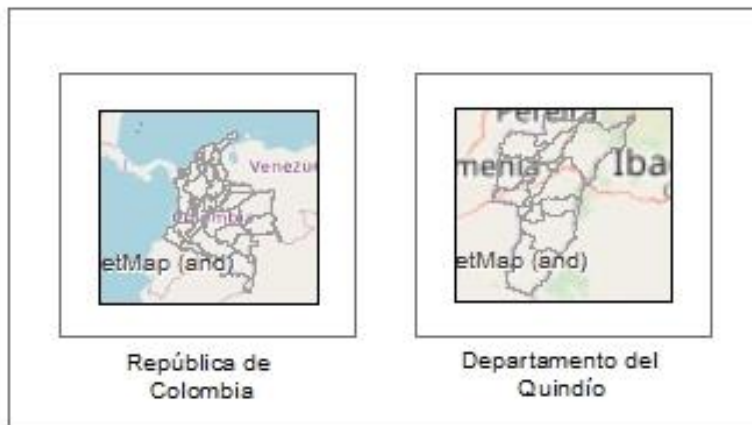 Venezu
Colombia
etMap (and)
República de
Colombia
Pereira
menia
Iba
etMap (and)
Departamento del
Quindío